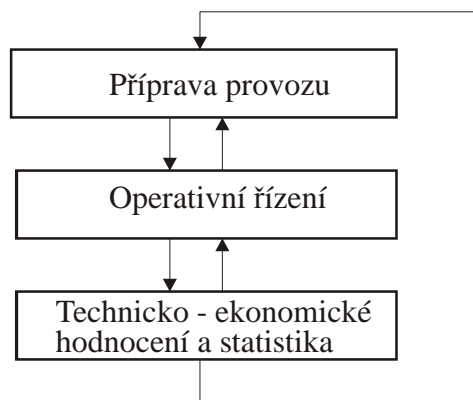 Příprava provozu
Operativní řízení
Technicko - ekonomické
hodnocení a statistika